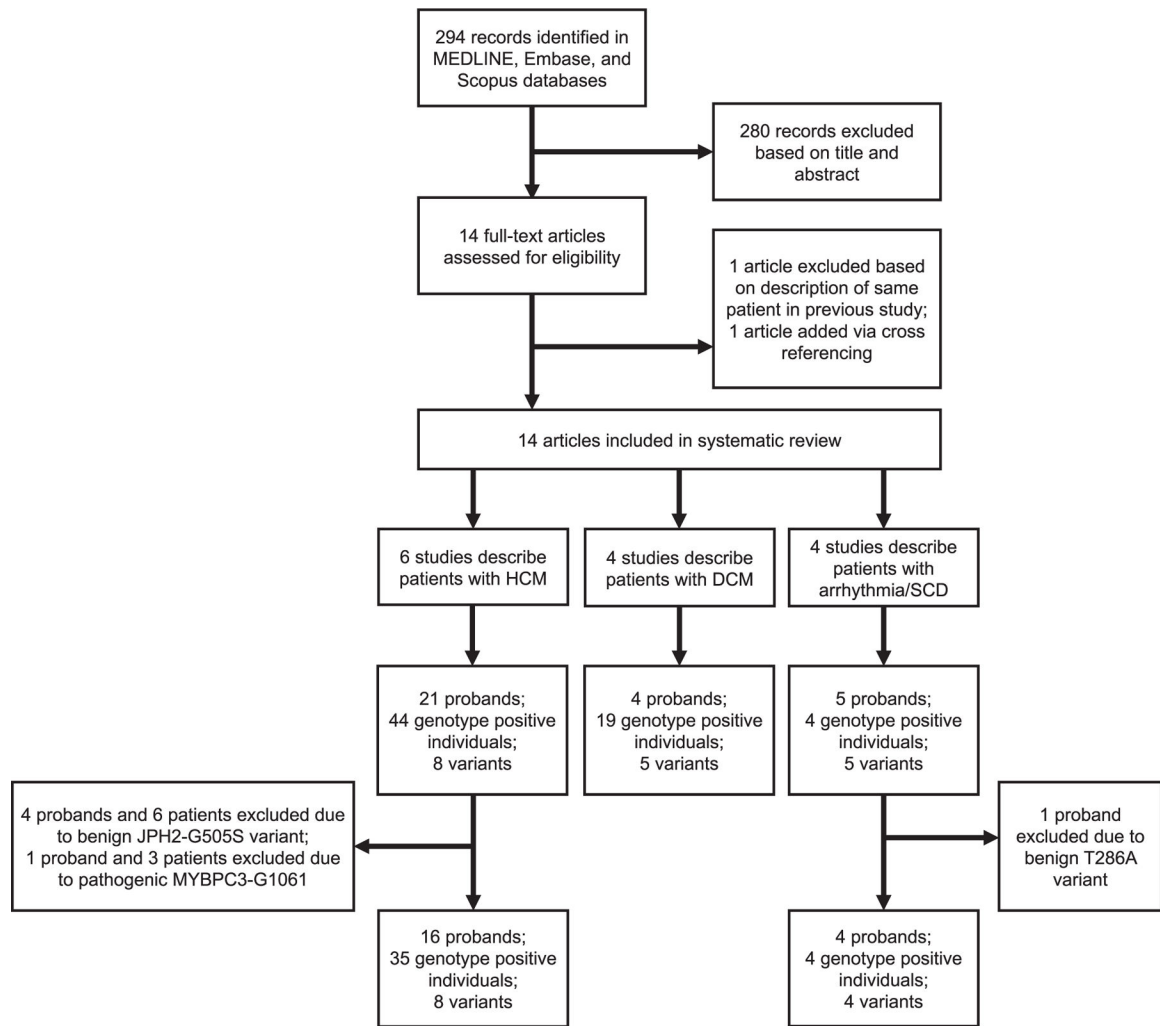 294 records identified in
MEDLINE, Embase, and
Scopus databases
280 records excluded
based on title and
abstract
14 full-text articles
assessed for eligibility
1 article excluded based
on description of same
patient in previous study;
1 article added via cross
referencing
14 articles included in systematic review
6 studies describe
patients with HCM
4 studies describe
patients with DCM
4 studies describe
patients with
arrhythmia/SCD
21 probands;
44 genotype positive
individuals;
8 variants
4 probands;
19 genotype positive
individuals;
5 variants
5 probands;
4 genotype positive
individuals;
5 variants
4 probands and 6 patients excluded due
to benign JPH2-G505S variant;
1 proband and 3 patients excluded due
to pathogenic MYBPC3-G1061
1 proband
excluded due to
benign T286A
variant
16 probands;
35 genotype positive
individuals;
8 variants
4 probands;
4 genotype positive
individuals;
4 variants